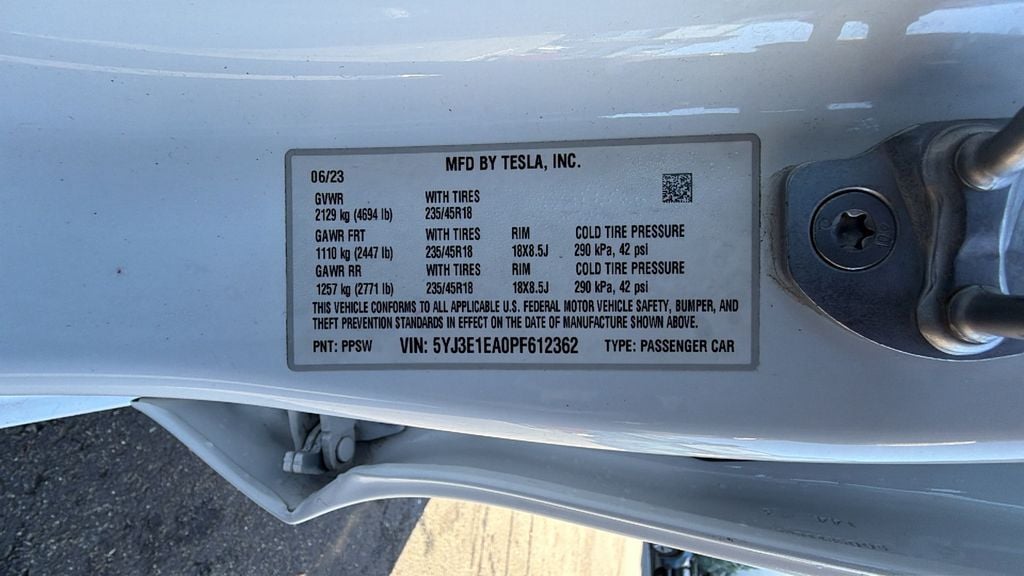 MFD BY TESLA, INC.
06/23
GVWR WITH TIRES
2129 kg (4694 lb) 235/45R18
GAWR FRT WITH TIRES RIM COLD TIRE PRESSURE
1110 kg (2447 lb) 235/45R18 18X8.5J 290 kPa, 42 psi
GAWR RR WITH TIRES RIM COLD TIRE PRESSURE
1257 kg (2771 lb) 235/45R18 18X8.5J 290 kPa, 42 psi
THIS VEHICLE CONFORMS TO ALL APPLICABLE U.S. FEDERAL MOTOR VEHICLE SAFETY, BUMPER, AND
THEFT PREVENTION STANDARDS IN EFFECT ON THE DATE OF MANUFACTURE SHOWN ABOVE.
PNT: PPSW VIN: 5YJ3E1EA0PF612362 TYPE: PASSENGER CAR